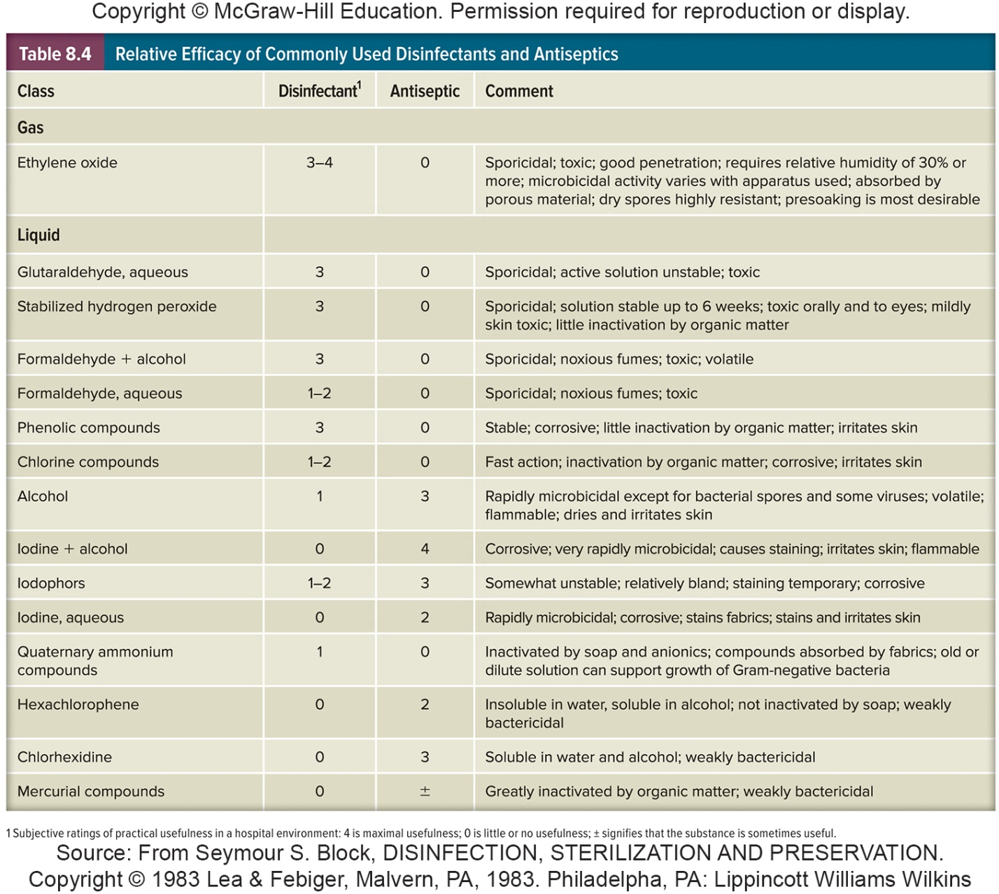 Copyright © McGraw-Hill Education. Permission required for reproduction or display.
Table 8.4 Relative Efficacy of Commonly Used Disinfectants and Antiseptics
Class Disinfectant¹ Antiseptic Comment
Gas
Ethylene oxide 3–4 0 Sporicidal; toxic; good penetration; requires relative humidity of 30% or
more; microbicidal activity varies with apparatus used; absorbed by
porous material; dry spores highly resistant; presoaking is most desirable
Liquid
Glutaraldehyde, aqueous 3 0 Sporicidal; active solution unstable; toxic
Stabilized hydrogen peroxide 3 0 Sporicidal; solution stable up to 6 weeks; toxic orally and to eyes; mildly
skin toxic; little inactivation by organic matter
Formaldehyde + alcohol 3 0 Sporicidal; noxious fumes; toxic; volatile
Formaldehyde, aqueous 1–2 0 Sporicidal; noxious fumes; toxic
Phenolic compounds 3 0 Stable; corrosive; little inactivation by organic matter; irritates skin
Chlorine compounds 1–2 0 Fast action; inactivation by organic matter; corrosive; irritates skin
Alcohol 1 3 Rapidly microbicidal except for bacterial spores and some viruses; volatile;
flammable; dries and irritates skin
Iodine + alcohol 0 4 Corrosive; very rapidly microbicidal; causes staining; irritates skin; flammable
Iodophors 1–2 3 Somewhat unstable; relatively bland; staining temporary; corrosive
Iodine, aqueous 0 2 Rapidly microbicidal; corrosive; stains fabrics; stains and irritates skin
Quaternary ammonium 1 0 Inactivated by soap and anionics; compounds absorbed by fabrics; old or
compounds dilute solution can support growth of Gram-negative bacteria
Hexachlorophene 0 2 Insoluble in water, soluble in alcohol; not inactivated by soap; weakly
bactericidal
Chlorhexidine 0 3 Soluble in water and alcohol; weakly bactericidal
Mercurial compounds 0 ± Greatly inactivated by organic matter; weakly bactericidal
1 Subjective ratings of practical usefulness in a hospital environment: 4 is maximal usefulness; 0 is little or no usefulness; ± signifies that the substance is sometimes useful.
Source: From Seymour S. Block, DISINFECTION, STERILIZATION AND PRESERVATION.
Copyright © 1983 Lea & Febiger, Malvern, PA, 1983. Philadelpha, PA: Lippincott Williams Wilkins